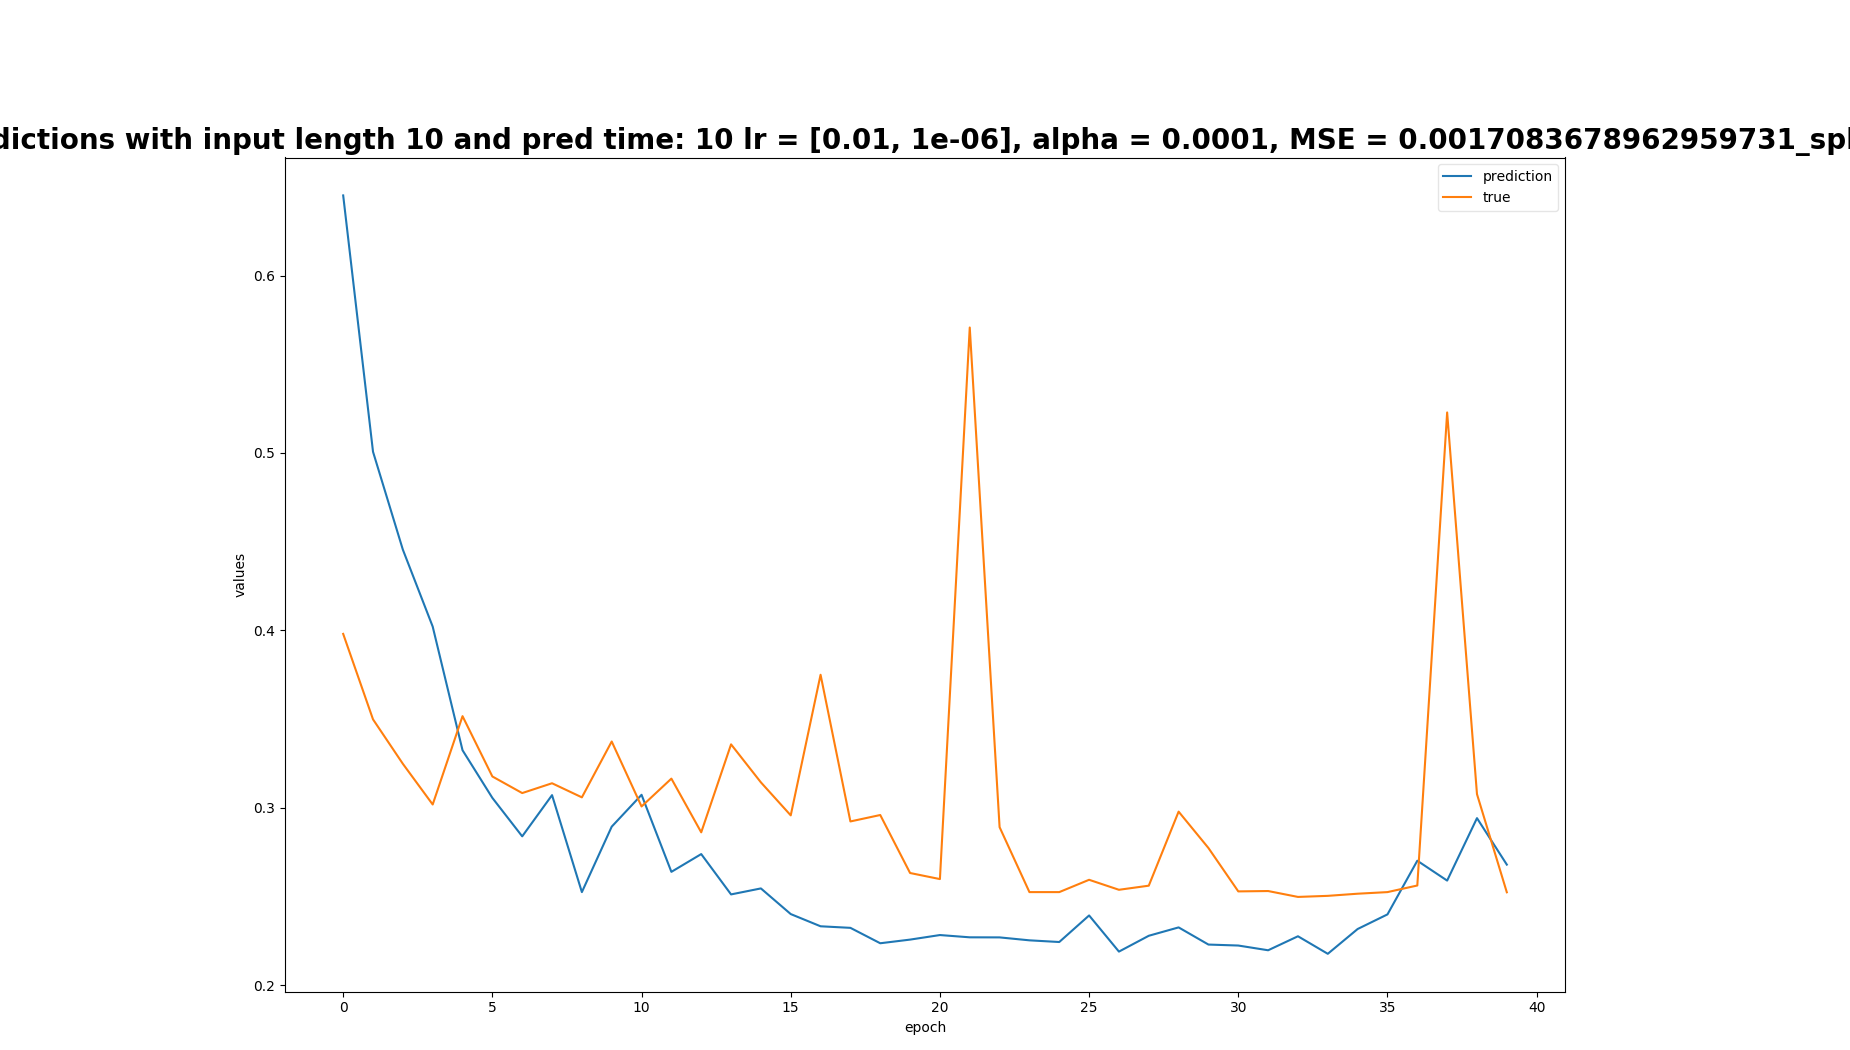 dictions with input length 10 and pred time: 10 lr = [0.01, 1e-06], alpha = 0.0001, MSE = 0.0017083678962959731_spl
prediction
true
0.6
0.5
0.4
0.3
0.2
values
0 5 10 15 20 25 30 35 40
epoch